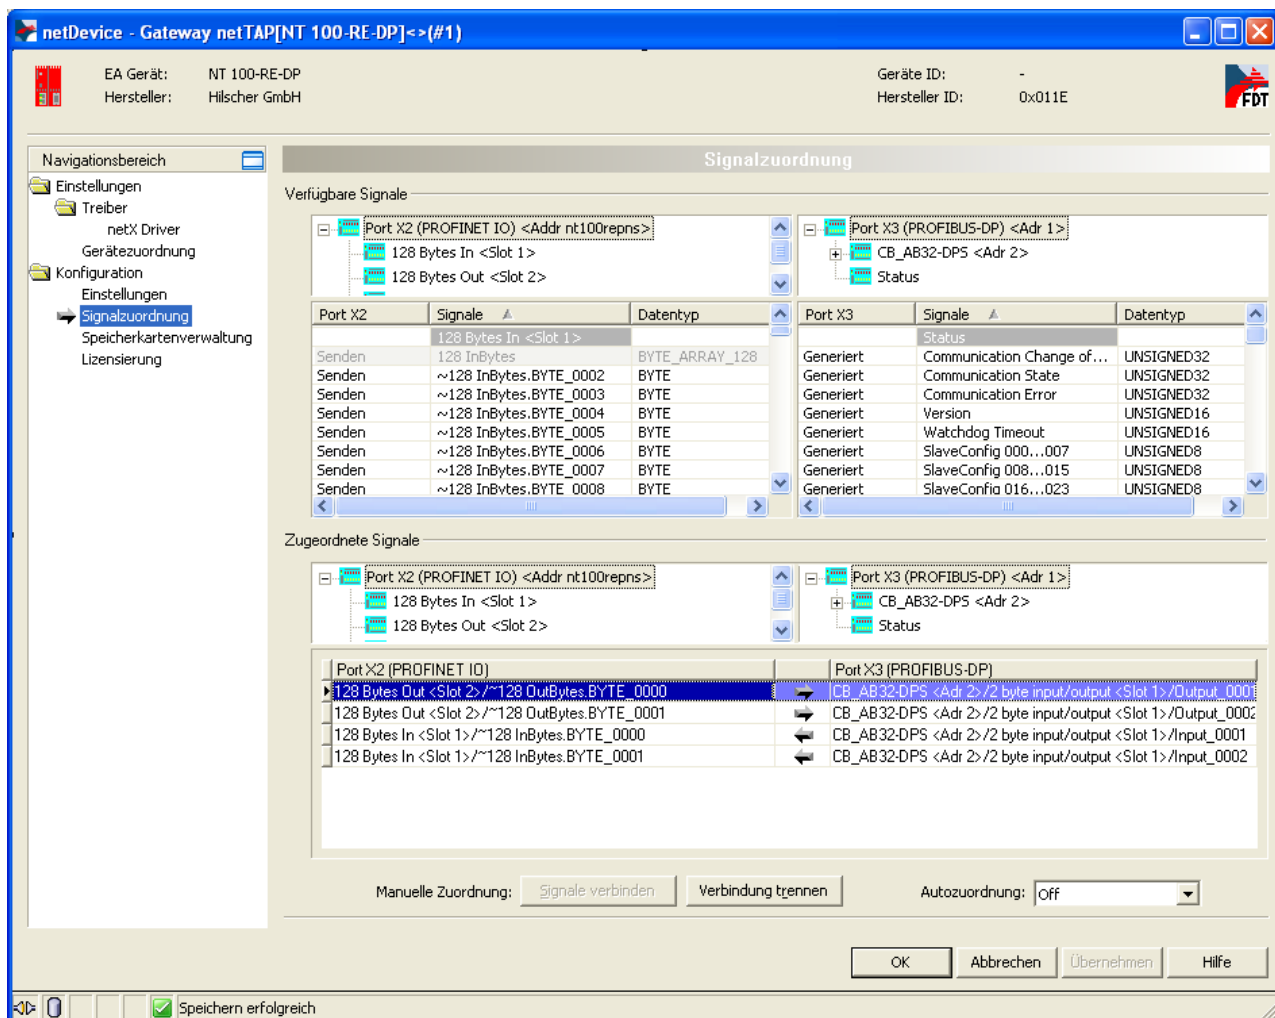 netDevice - Gateway netTAP[NT 100-RE-DP]<>(#1)
EA Gerät: NT 100-RE-DP Geräte ID: -
Hersteller: Hilscher GmbH Hersteller ID: 0x011E
FDT
Navigationsbereich
Einstellungen
Treiber
netX Driver
Gerätezuordnung
Konfiguration
Einstellungen
Signalzuordnung
Speicherkartenverwaltung
Lizensierung
Signalzuordnung
Verfügbare Signale
Port X2 (PROFINET IO) <Addr nt100repns>
128 Bytes In <Slot 1>
128 Bytes Out <Slot 2>
Port X3 (PROFIBUS-DP) <Adr 1>
CB_AB32-DPS <Adr 2>
Status
Port X2 Signale Datentyp
128 Bytes In <Slot 1>
Senden 128 InBytes BYTE_ARRAY_128
Senden ~128 InBytes.BYTE_0002 BYTE
Senden ~128 InBytes.BYTE_0003 BYTE
Senden ~128 InBytes.BYTE_0004 BYTE
Senden ~128 InBytes.BYTE_0005 BYTE
Senden ~128 InBytes.BYTE_0006 BYTE
Senden ~128 InBytes.BYTE_0007 BYTE
Senden ~128 InBytes.BYTE_0008 BYTE
Port X3 Signale Datentyp
Status
Generiert Communication Change of... UNSIGNED32
Generiert Communication State UNSIGNED32
Generiert Communication Error UNSIGNED32
Generiert Version UNSIGNED16
Generiert Watchdog Timeout UNSIGNED16
Generiert SlaveConfig 000...007 UNSIGNED8
Generiert SlaveConfig 008...015 UNSIGNED8
Generiert SlaveConfig 016...023 UNSIGNED8
Zugeordnete Signale
Port X2 (PROFINET IO) <Addr nt100repns>
128 Bytes In <Slot 1>
128 Bytes Out <Slot 2>
Port X3 (PROFIBUS-DP) <Adr 1>
CB_AB32-DPS <Adr 2>
Status
Port X2 (PROFINET IO) Port X3 (PROFIBUS-DP)
128 Bytes Out <Slot 2>/~128 OutBytes.BYTE_0000 CB_AB32-DPS <Adr 2>/2 byte input/output <Slot 1>/Output_0001
128 Bytes Out <Slot 2>/~128 OutBytes.BYTE_0001 CB_AB32-DPS <Adr 2>/2 byte input/output <Slot 1>/Output_0002
128 Bytes In <Slot 1>/~128 InBytes.BYTE_0000 CB_AB32-DPS <Adr 2>/2 byte input/output <Slot 1>/Input_0001
128 Bytes In <Slot 1>/~128 InBytes.BYTE_0001 CB_AB32-DPS <Adr 2>/2 byte input/output <Slot 1>/Input_0002
Manuelle Zuordnung: Signale verbinden Verbindung trennen Autozuordnung: Off
OK Abbrechen Übernehmen Hilfe
Speichern erfolgreich